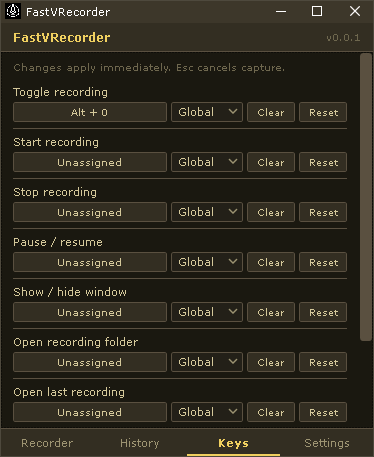 FastVRecorder
FastVRecorder v0.0.1
Changes apply immediately. Esc cancels capture.
Toggle recording
Alt + 0 Global Clear Reset
Start recording
Unassigned Global Clear Reset
Stop recording
Unassigned Global Clear Reset
Pause / resume
Unassigned Global Clear Reset
Show / hide window
Unassigned Global Clear Reset
Open recording folder
Unassigned Global Clear Reset
Open last recording
Unassigned Global Clear Reset
Recorder History Keys Settings